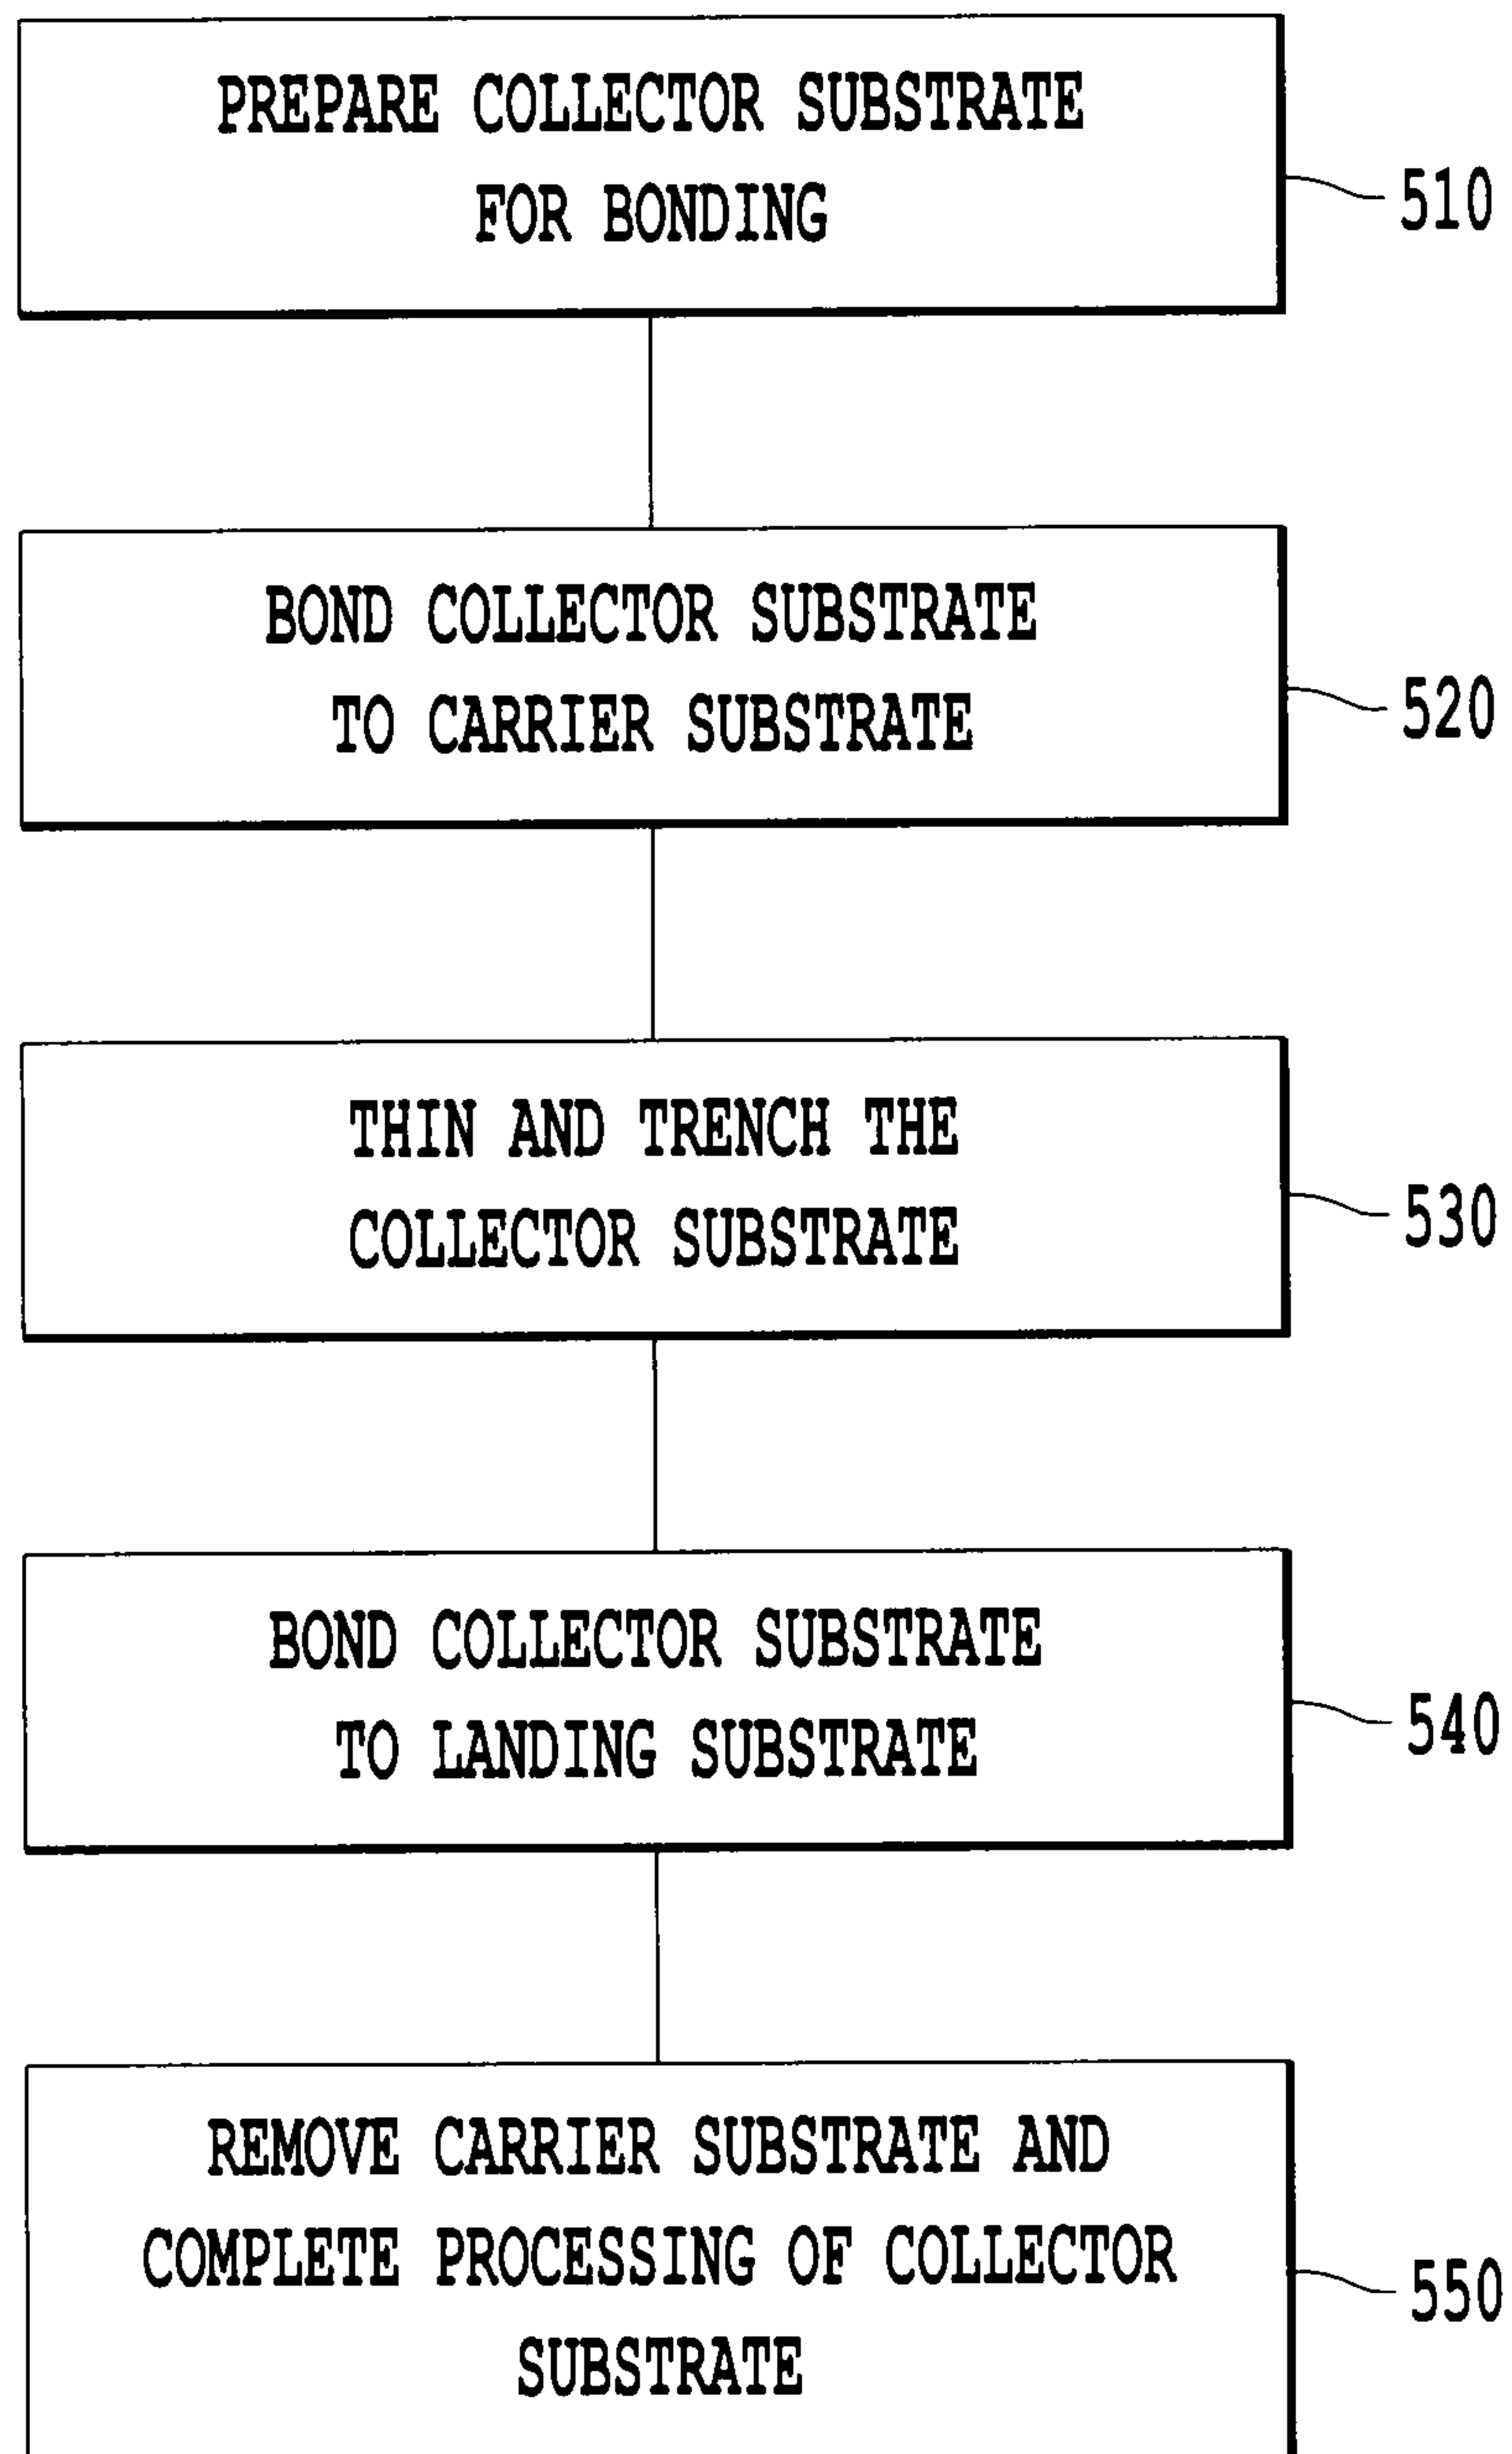 PREPARE COLLECTOR SUBSTRATE
FOR BONDING
510
BOND COLLECTOR SUBSTRATE
TO CARRIER SUBSTRATE
520
THIN AND TRENCH THE
COLLECTOR SUBSTRATE
530
BOND COLLECTOR SUBSTRATE
TO LANDING SUBSTRATE
540
REMOVE CARRIER SUBSTRATE AND
COMPLETE PROCESSING OF COLLECTOR
SUBSTRATE
550